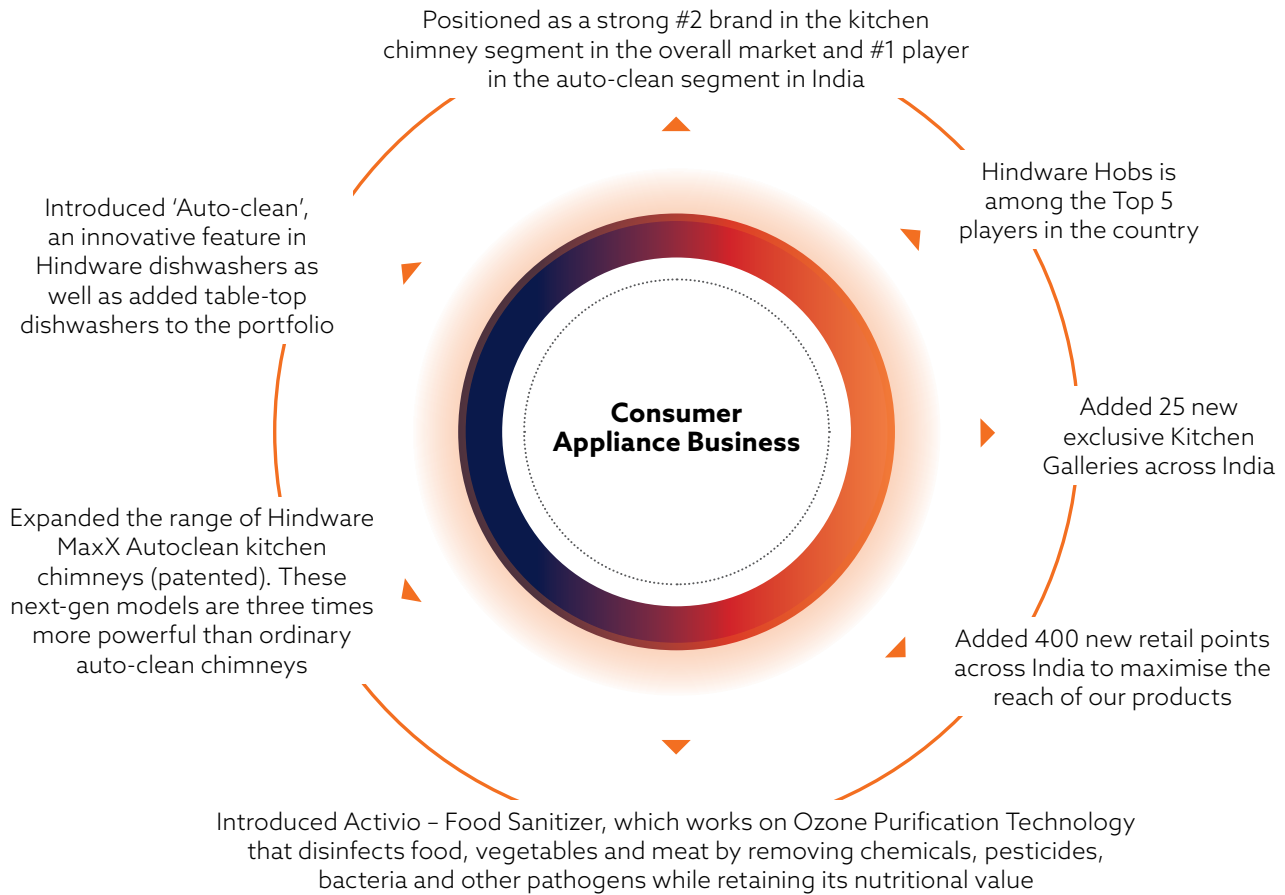 Positioned as a strong #2 brand in the kitchen
chimney segment in the overall market and #1 player
in the auto-clean segment in India
Hindware Hobs is
among the Top 5
players in the country
Added 25 new
exclusive Kitchen
Galleries across India
Added 400 new retail points
across India to maximise the
reach of our products
Introduced Activio – Food Sanitizer, which works on Ozone Purification Technology
that disinfects food, vegetables and meat by removing chemicals, pesticides,
bacteria and other pathogens while retaining its nutritional value
Expanded the range of Hindware
MaxX Autoclean kitchen
chimneys (patented). These
next-gen models are three times
more powerful than ordinary
auto-clean chimneys
Introduced ‘Auto-clean’,
an innovative feature in
Hindware dishwashers as
well as added table-top
dishwashers to the portfolio
Consumer
Appliance Business